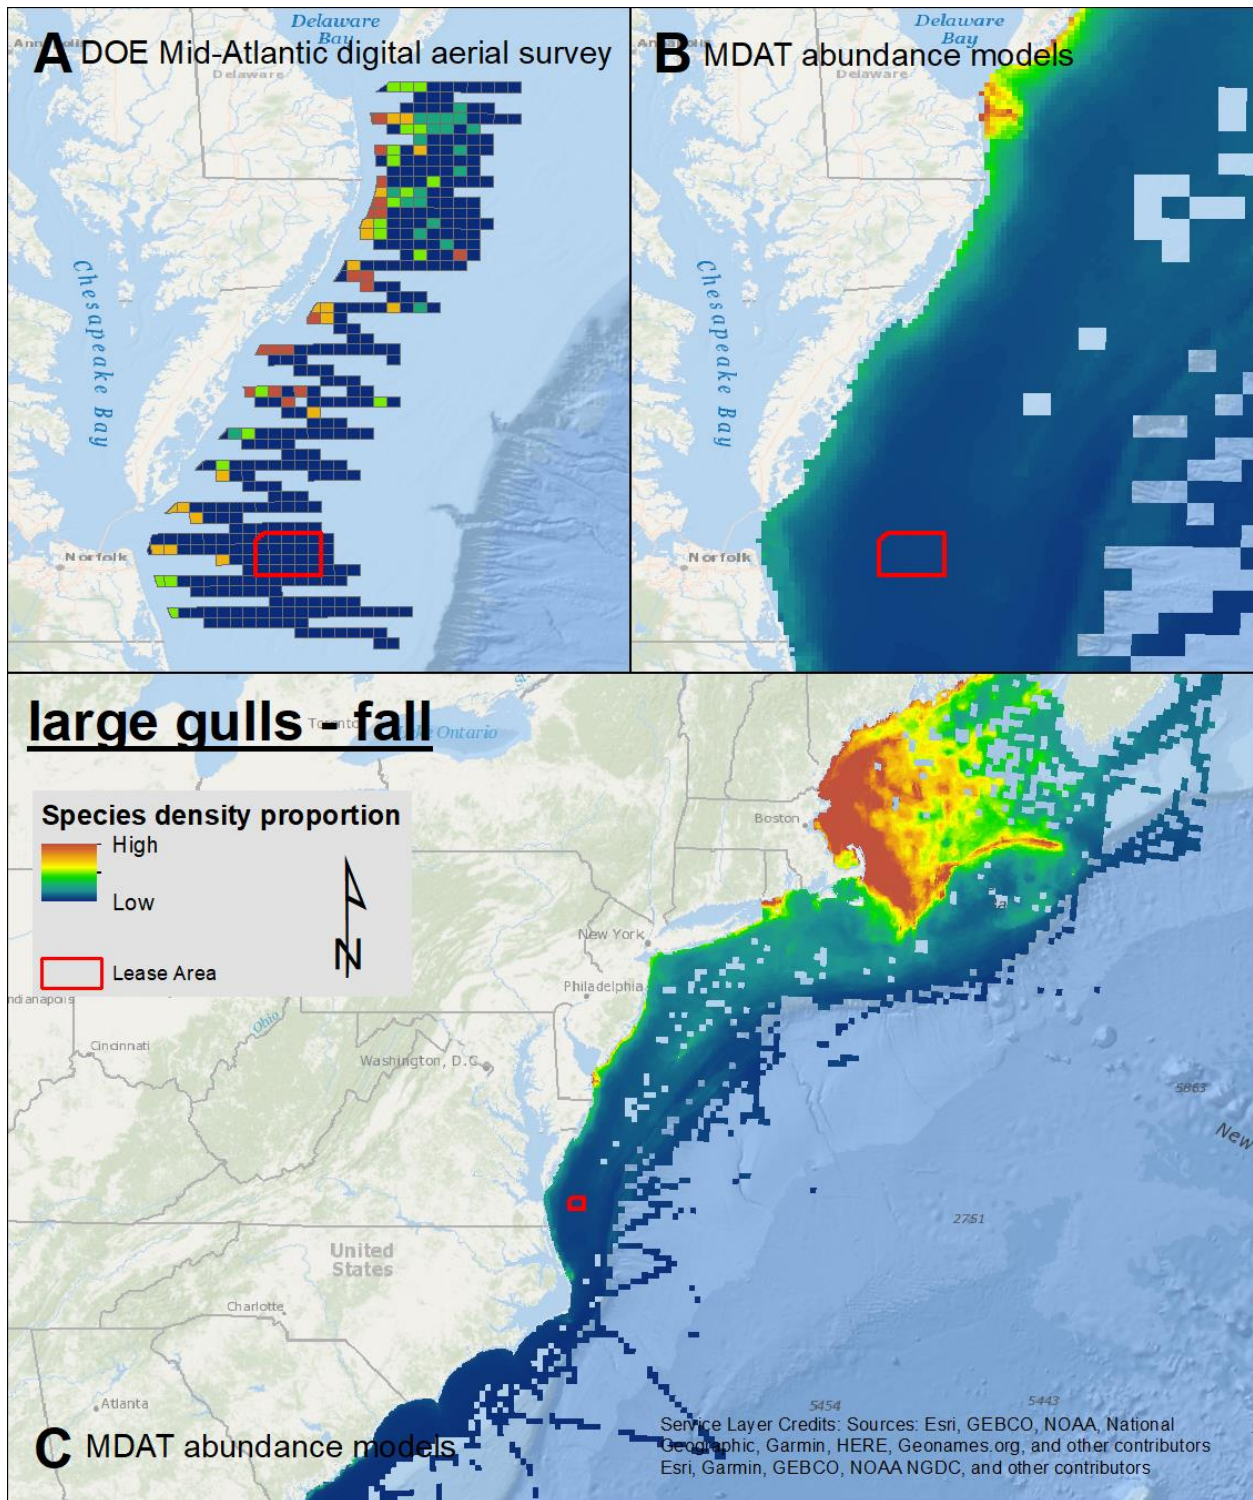 Delaware
Bay
A DOE Mid-Atlantic digital aerial survey
Delaware
Chesapeake Bay
Norfolk
Delaware
Bay
B MDAT abundance models
Delaware
Chesapeake Bay
Norfolk
large gulls - fall
Toronto
Lake Ontario
Species density proportion
High
Low
N
Lease Area
Boston
New York
Philadelphia
Indianapolis
Ohio
Cincinnati
Washington, D.C.
5863
New
2751
United
States
Charlotte
Atlanta
5454
5443
C MDAT abundance models
Service Layer Credits: Sources: Esri, GEBCO, NOAA, National
Geographic, Garmin, HERE, Geonames.org, and other contributors
Esri, Garmin, GEBCO, NOAA NGDC, and other contributors